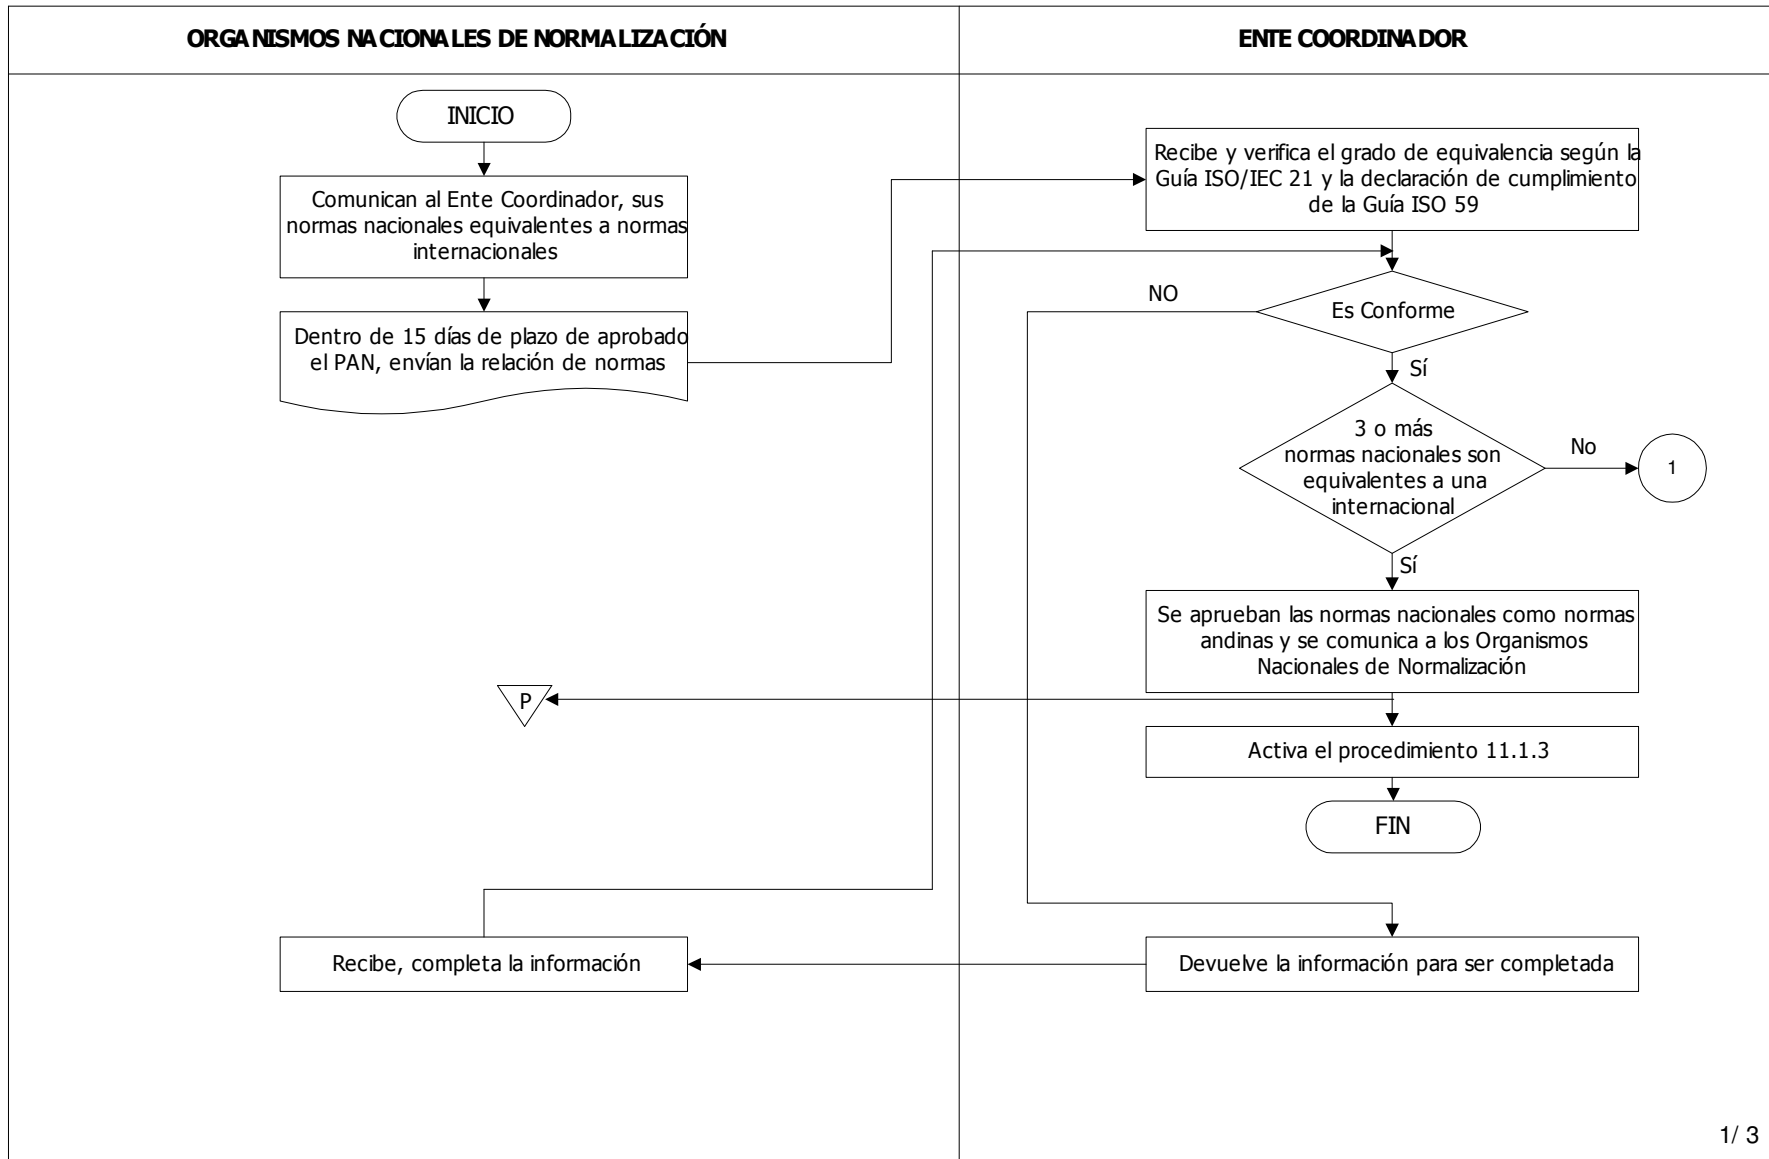 ORGANISMOS NACIONALES DE NORMALIZACIÓN
ENTE COORDINADOR
INICIO
Comunican al Ente Coordinador, sus
normas nacionales equivalentes a normas
internacionales
Dentro de 15 días de plazo de aprobado
el PAN, envían la relación de normas
Recibe y verifica el grado de equivalencia según la
Guía ISO/IEC 21 y la declaración de cumplimiento
de la Guía ISO 59
NO
Es Conforme
Sí
3 o más
normas nacionales son
equivalentes a una
internacional
No
1
Sí
Se aprueban las normas nacionales como normas
andinas y se comunica a los Organismos
Nacionales de Normalización
P
Activa el procedimiento 11.1.3
FIN
Recibe, completa la información
Devuelve la información para ser completada
1/ 3